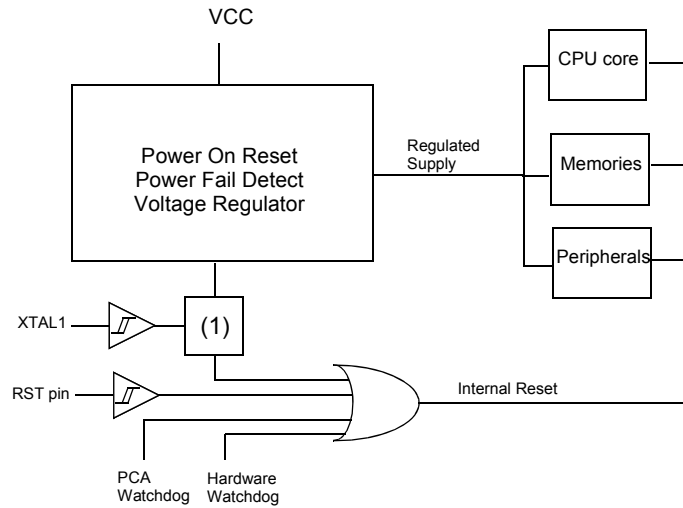 VCC
CPU core
Power On Reset
Power Fail Detect
Voltage Regulator
Regulated
Supply
Memories
Peripherals
XTAL1
(1)
RST pin
Internal Reset
PCA
Watchdog
Hardware
Watchdog